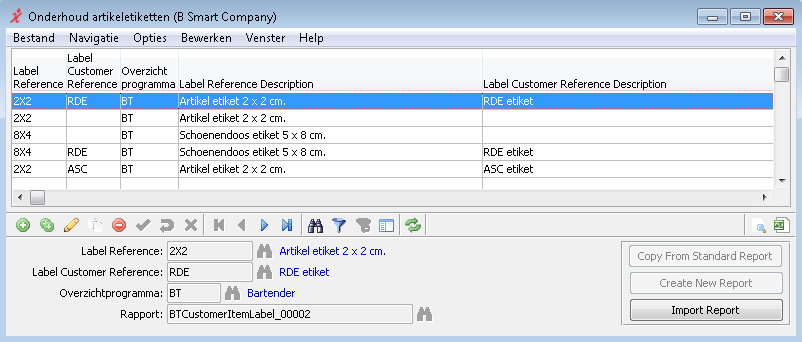 Onderhoud artikeletiketten (B Smart Company)
Bestand Navigatie Opties Bewerken Venster Help
Label Reference Label Customer Reference Overzicht programma Label Reference Description Label Customer Reference Description
2X2 RDE BT Artikel etiket 2 x 2 cm. RDE etiket
2X2 BT Artikel etiket 2 x 2 cm.
8X4 BT Schoenendoos etiket 5 x 8 cm.
8X4 RDE BT Schoenendoos etiket 5 x 8 cm. RDE etiket
2X2 ASC BT Artikel etiket 2 x 2 cm. ASC etiket
Label Reference: 2X2 Artikel etiket 2 x 2 cm.
Label Customer Reference: RDE RDE etiket
Overzichtprogramma: BT Bartender
Rapport: BTCustomerItemLabel_00002
Copy From Standard Report
Create New Report
Import Report